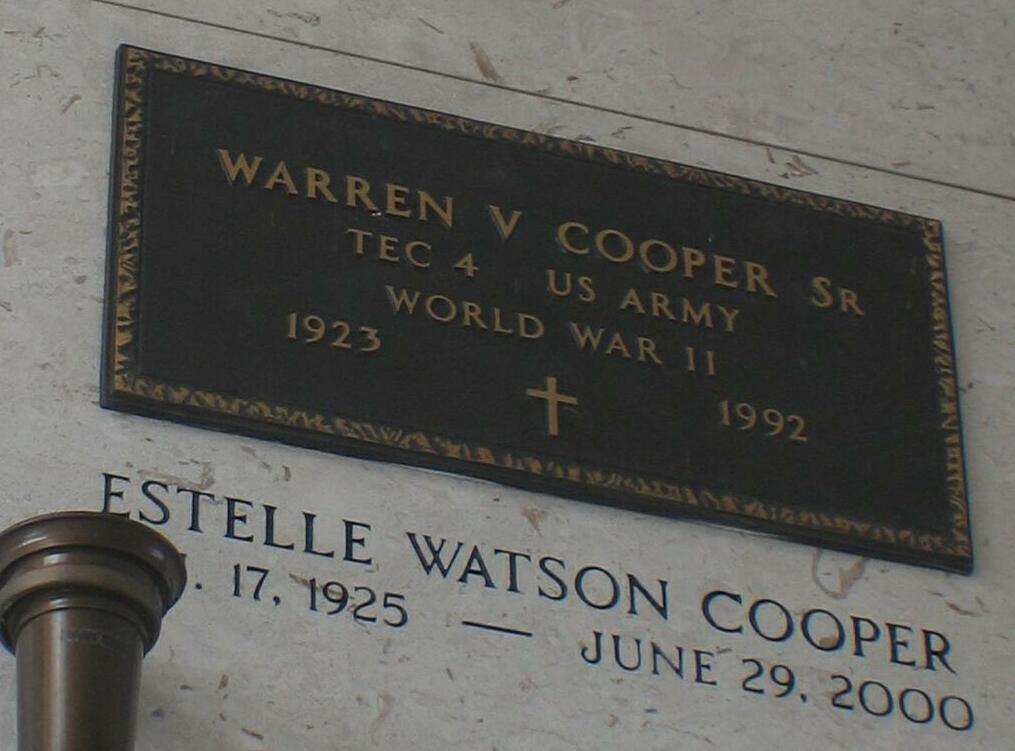 WARREN V COOPER SR
TEC 4 US ARMY
WORLD WAR II
1923 1992
ESTELLE WATSON COOPER
17, 1925 — JUNE 29, 2000